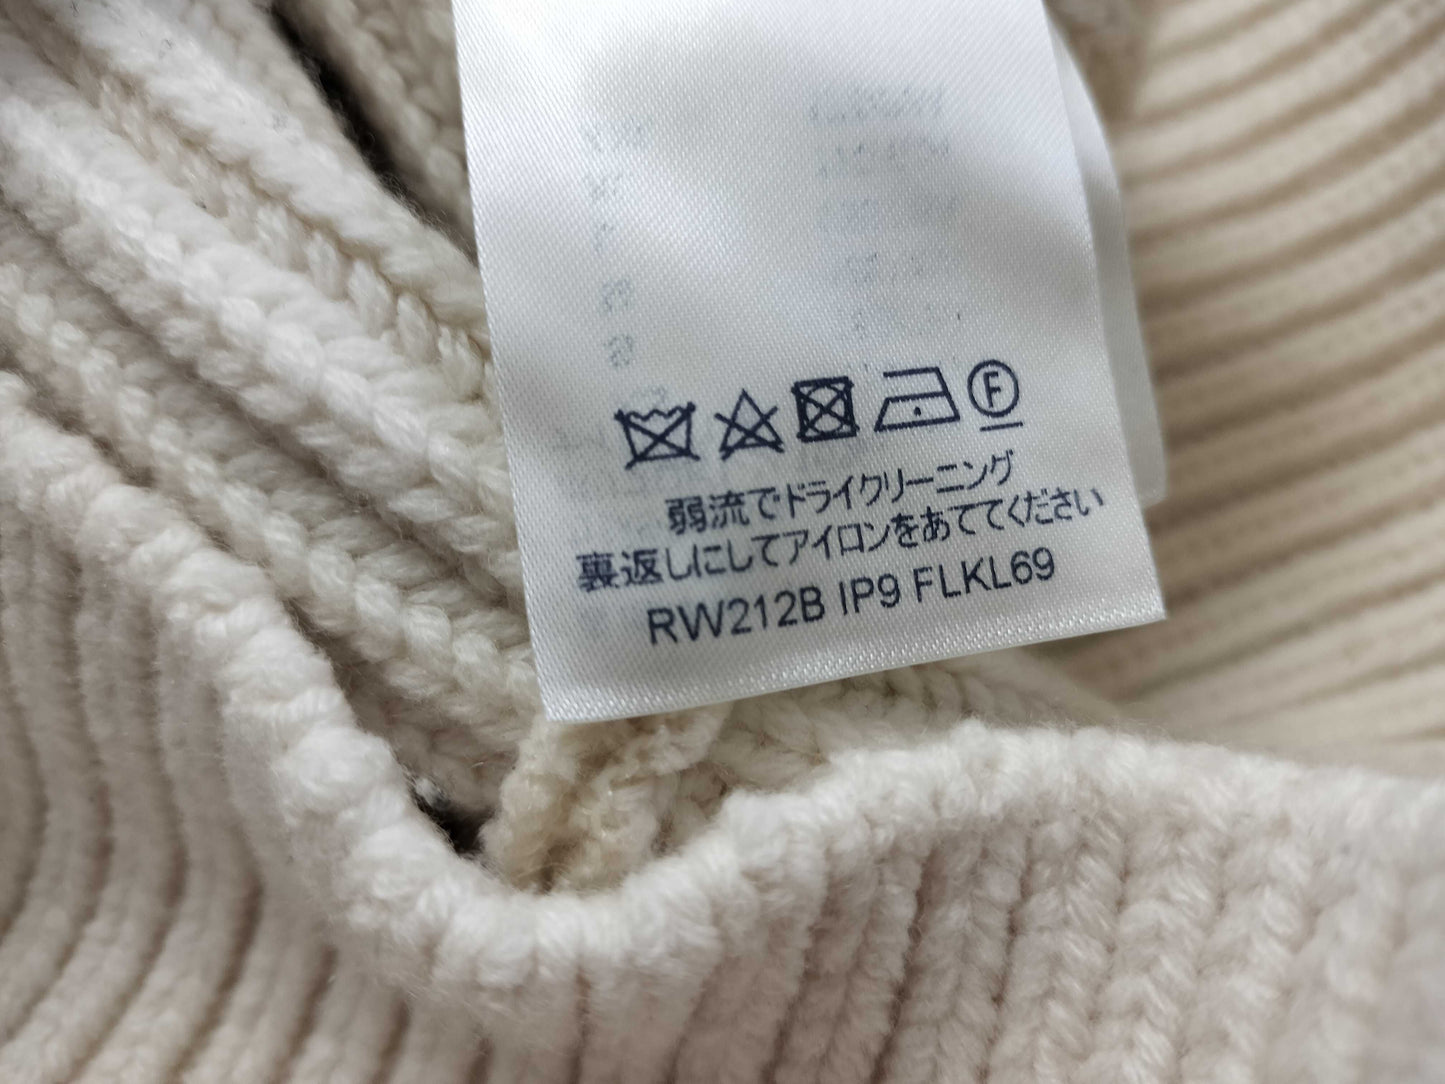 F
弱流でドライクリーニング
裏返しにしてアイロンをあててください
RW212B IP9 FLKL69